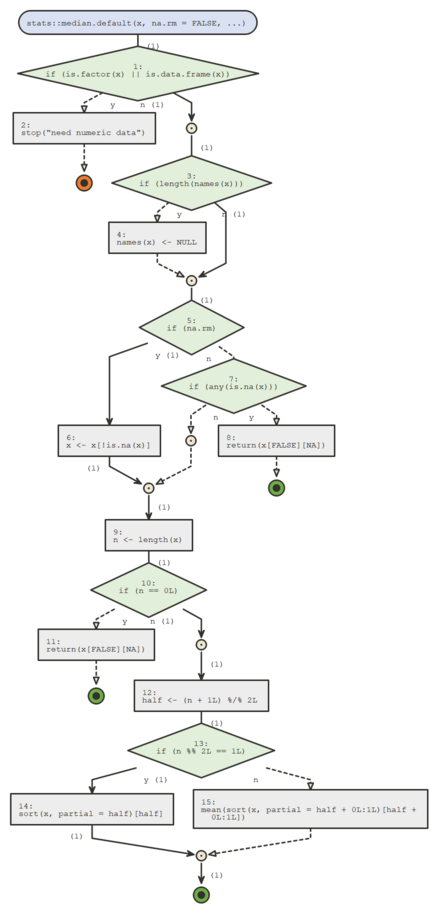 stats::median.default(x, na.rm = FALSE, ...)
(1)
1:
if (is.factor(x) || is.data.frame(x))
y n (1)
2:
stop("need numeric data")
(1)
3:
if (length(names(x)))
y n (1)
4:
names(x) <- NULL
(1)
5:
if (na.rm)
y (1) n
7:
if (any(is.na(x)))
n y
6:
x <- x[!is.na(x)]
8:
return(x[FALSE][NA])
(1)
(1)
9:
n <- length(x)
(1)
10:
if (n == 0L)
y n (1)
11:
return(x[FALSE][NA])
(1)
12:
half <- (n + 1L) %/% 2L
(1)
13:
if (n %% 2L == 1L)
y (1) n
14:
sort(x, partial = half)[half]
15:
mean(sort(x, partial = half + 0L:1L)[half +
0L:1L])
(1)
(1)